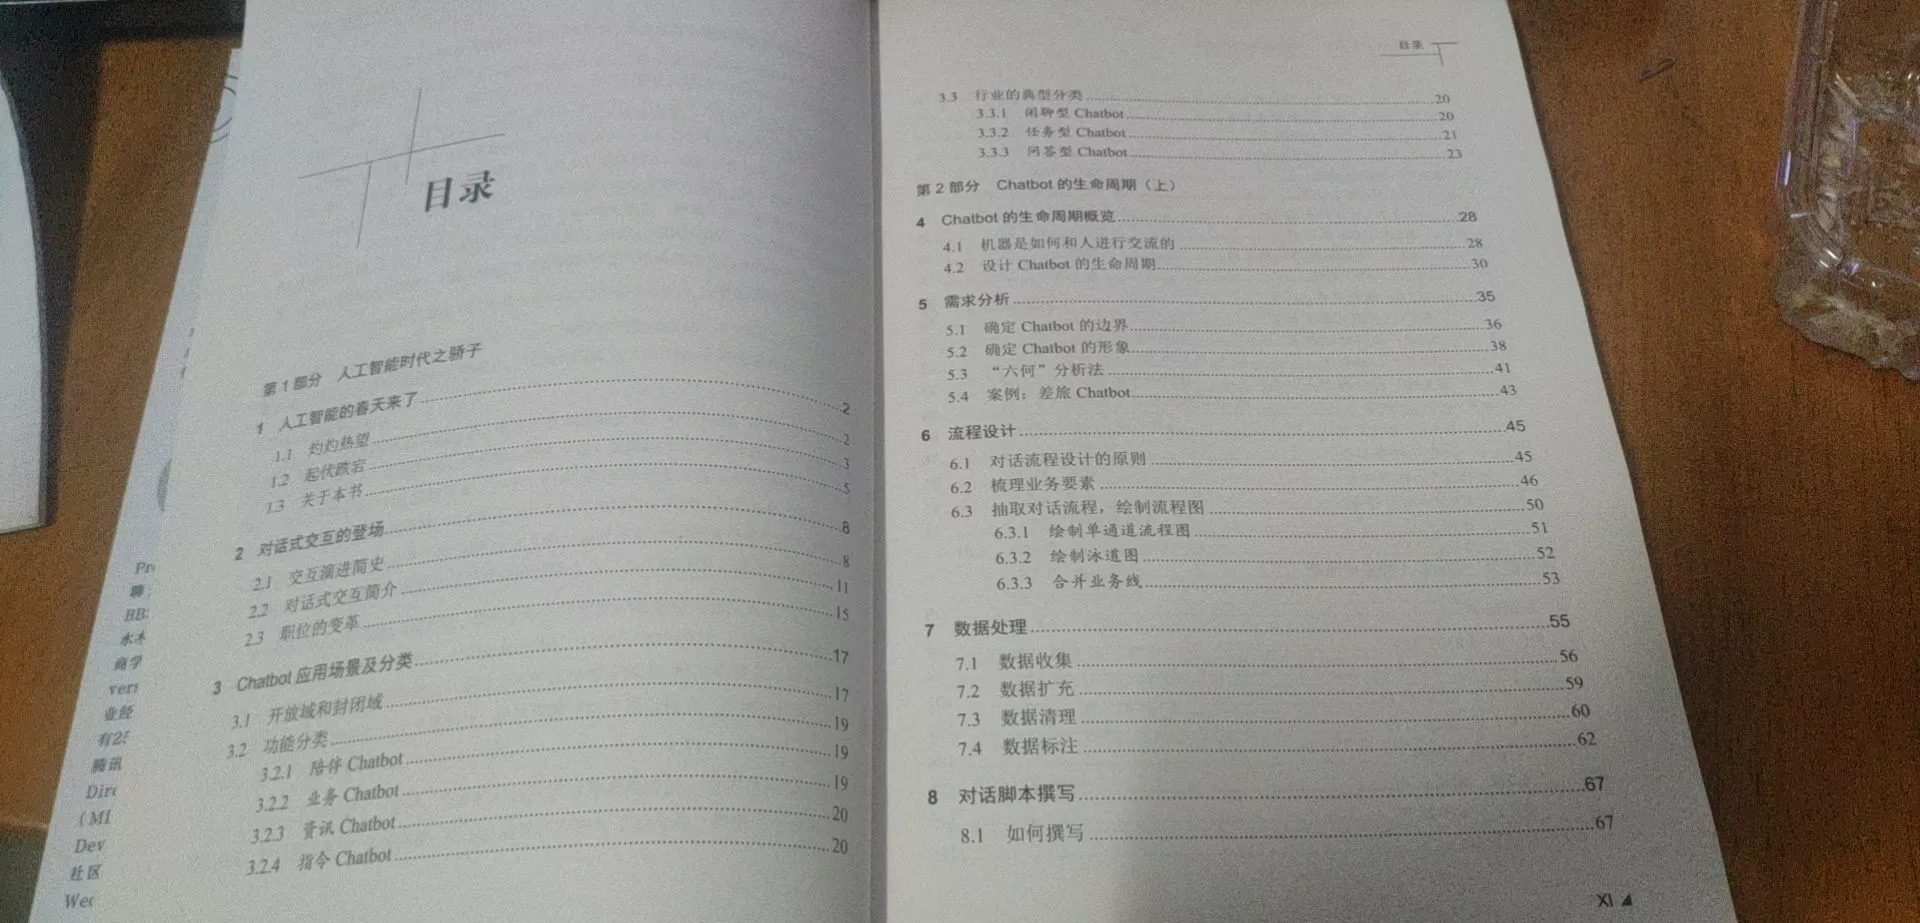 目录
第1部分 人工智能时代之骄子
1 人工智能的春天来了 2
1.1 灼灼热望 2
1.2 起伏跌宕 3
1.3 关于本书 5
2 对话式交互的登场 8
2.1 交互演进简史 8
2.2 对话式交互简介 11
2.3 职位的变革 15
3 Chatbot 应用场景及分类 17
3.1 开放域和封闭域 17
3.2 功能分类 19
3.2.1 陪伴 Chatbot 19
3.2.2 业务 Chatbot 19
3.2.3 资讯 Chatbot 20
3.2.4 指令 Chatbot 20
BB
水木
商学
vers
业经
有2
腾讯
Dire
(MI
Dev
社区
目录
3.3 行业的典型分类 20
3.3.1 闲聊型 Chatbot 20
3.3.2 任务型 Chatbot 21
3.3.3 问答型 Chatbot 23
第2部分 Chatbot 的生命周期（上）
4 Chatbot 的生命周期概览 28
4.1 机器是如何和人进行交流的 28
4.2 设计 Chatbot 的生命周期 30
5 需求分析 35
5.1 确定 Chatbot 的边界 36
5.2 确定 Chatbot 的形象 38
5.3 “六何”分析法 41
5.4 案例：差旅 Chatbot 43
6 流程设计 45
6.1 对话流程设计的原则 45
6.2 梳理业务要素 46
6.3 抽取对话流程，绘制流程图 50
6.3.1 绘制单通道流程图 51
6.3.2 绘制泳道图 52
6.3.3 合并业务线 53
7 数据处理 55
7.1 数据收集 56
7.2 数据扩充 59
7.3 数据清理 60
7.4 数据标注 62
8 对话脚本撰写 67
8.1 如何撰写 67
XI